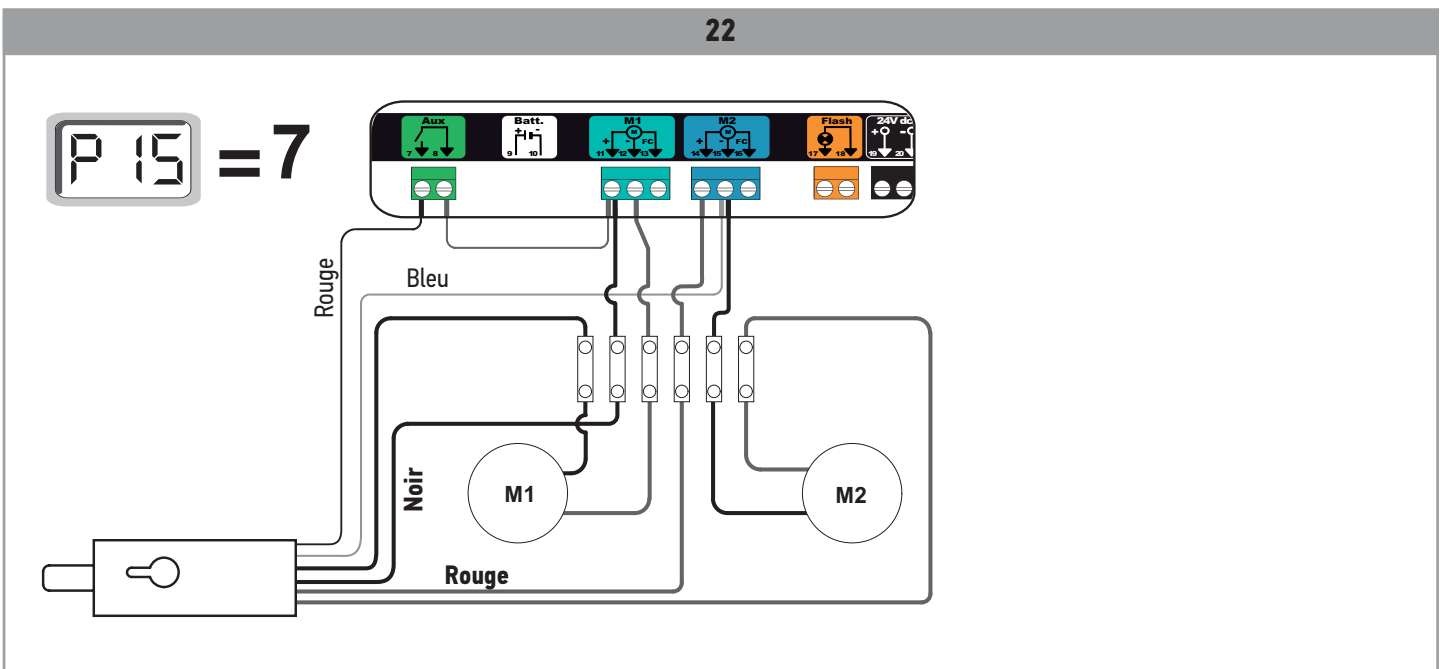 22
P 15 = 7
Aux
7 8
Batt.
+ -
9 10
M1
+ M - FC
11 12 13
M2
+ M - FC
14 15 16
Flash
17 18
24V dc
+ -
19 20
Rouge
Bleu
Noir
M1
M2
Rouge